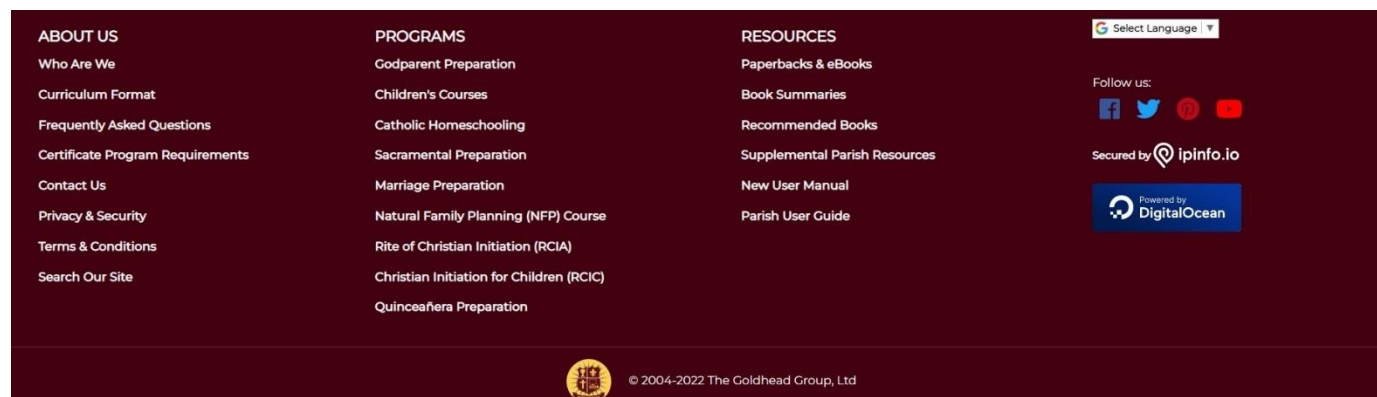 ABOUT US
Who Are We
Curriculum Format
Frequently Asked Questions
Certificate Program Requirements
Contact Us
Privacy & Security
Terms & Conditions
Search Our Site
PROGRAMS
Godparent Preparation
Children's Courses
Catholic Homeschooling
Sacramental Preparation
Marriage Preparation
Natural Family Planning (NFP) Course
Rite of Christian Initiation (RCIA)
Christian Initiation for Children (RCIC)
Quinceañera Preparation
RESOURCES
Paperbacks & eBooks
Book Summaries
Recommended Books
Supplemental Parish Resources
New User Manual
Parish User Guide
Select Language ▼
Follow us:
Secured by ipinfo.io
Powered by
DigitalOcean
© 2004-2022 The Goldhead Group, Ltd